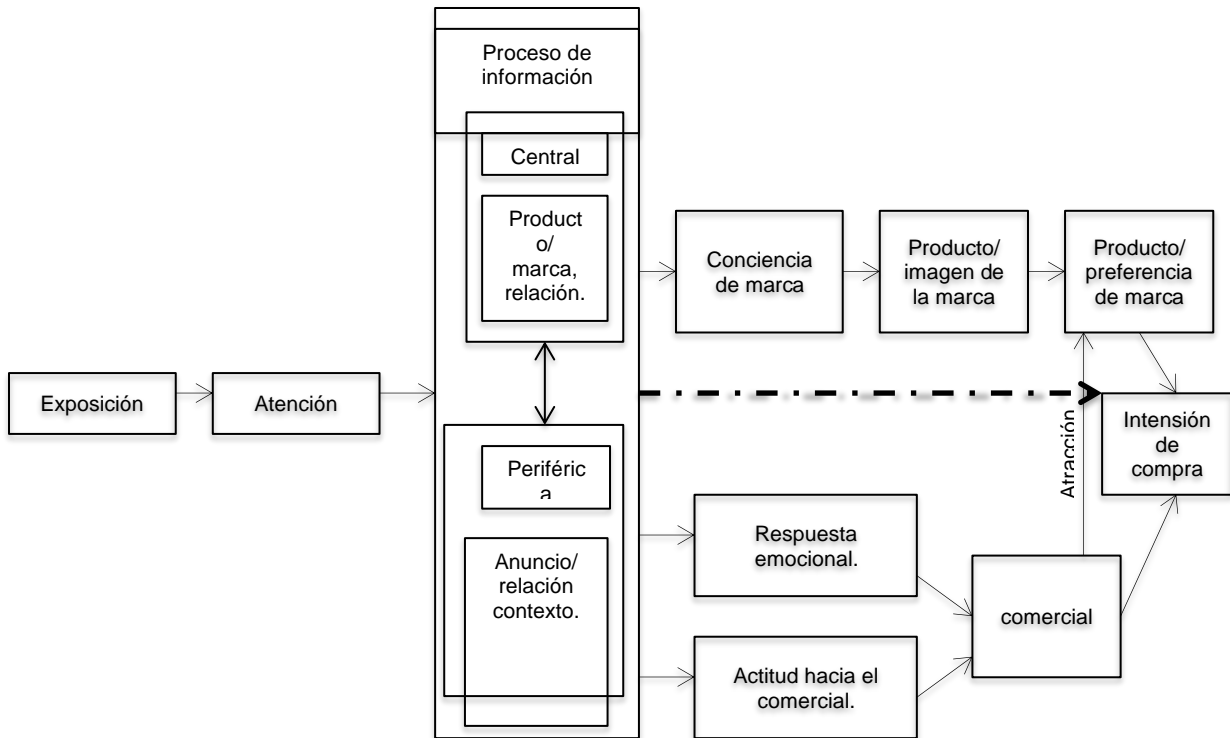 Proceso de
información
Central
Product
o/
marca,
relación.
Conciencia
de marca
Producto/
imagen de
la marca
Producto/
preferencia
de marca
Exposición
Atención
Intensión
de
compra
Atracción
Periféric
a
Respuesta
emocional.
Anuncio/
relación
contexto.
comercial
Actitud hacia el
comercial.